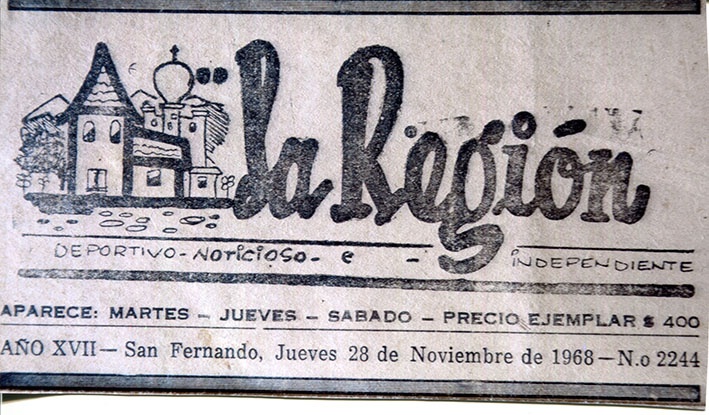 "la Región
DEPORTIVO - NOTICIOSO - e - INDEPENDIENTE
APARECE: MARTES — JUEVES — SABADO — PRECIO EJEMPLAR $ 400
AÑO XVII — San Fernando, Jueves 28 de Noviembre de 1968 — N.o 2244